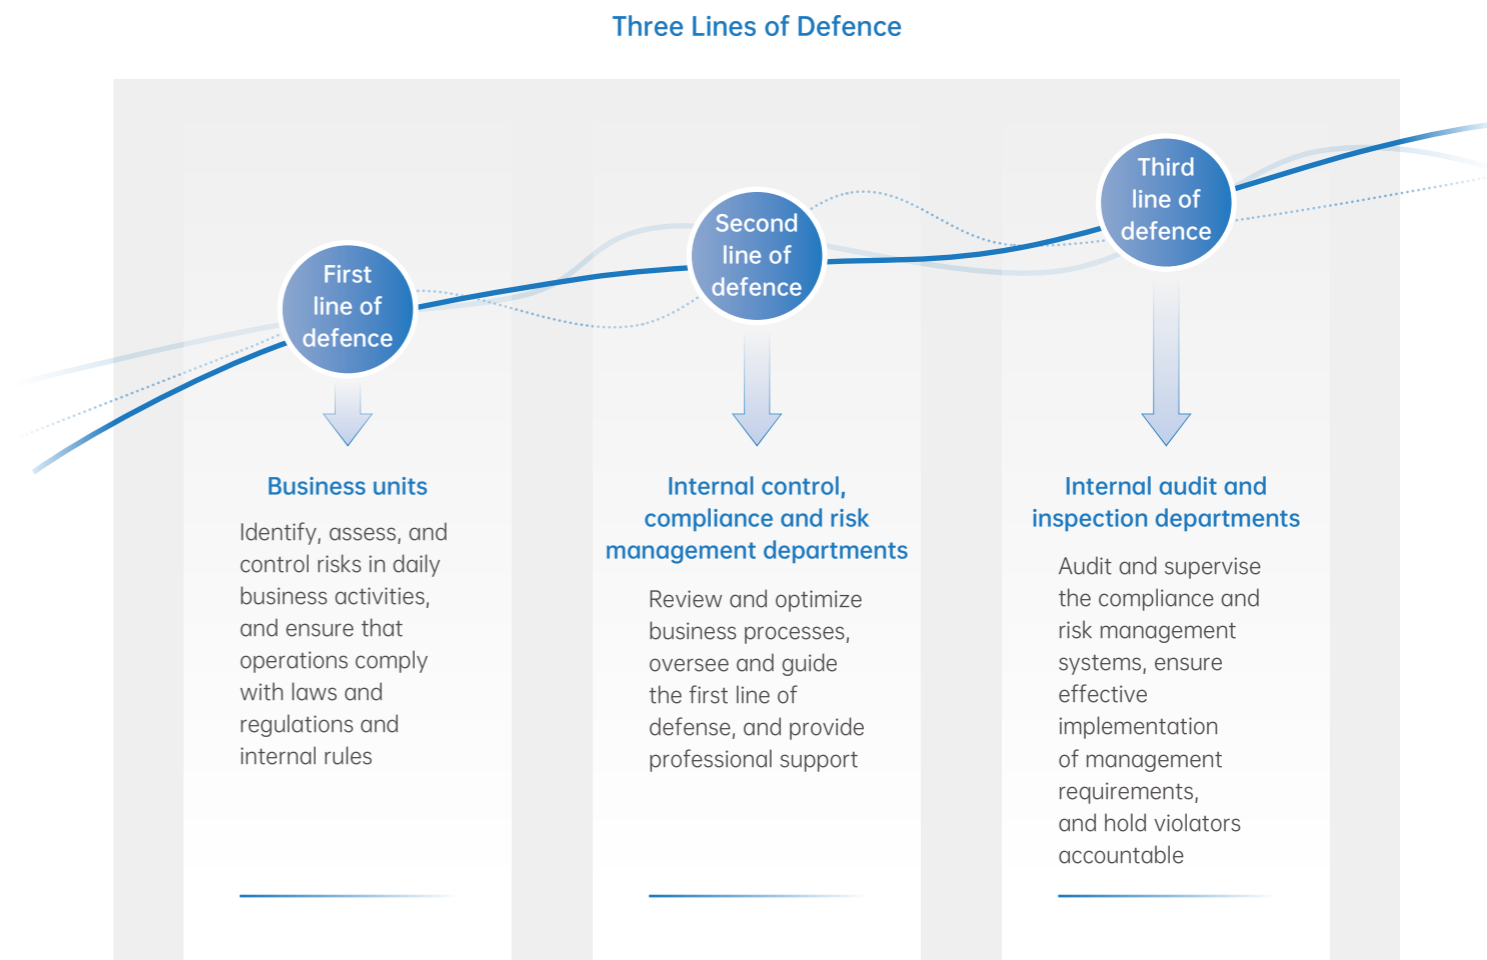 Three Lines of Defence
First
line of
defence
Second
line of
defence
Third
line of
defence
Business units
Identify, assess, and
control risks in daily
business activities,
and ensure that
operations comply
with laws and
regulations and
internal rules
Internal control,
compliance and risk
management departments
Review and optimize
business processes,
oversee and guide
the first line of
defense, and provide
professional support
Internal audit and
inspection departments
Audit and supervise
the compliance and
risk management
systems, ensure
effective
implementation
of management
requirements,
and hold violators
accountable